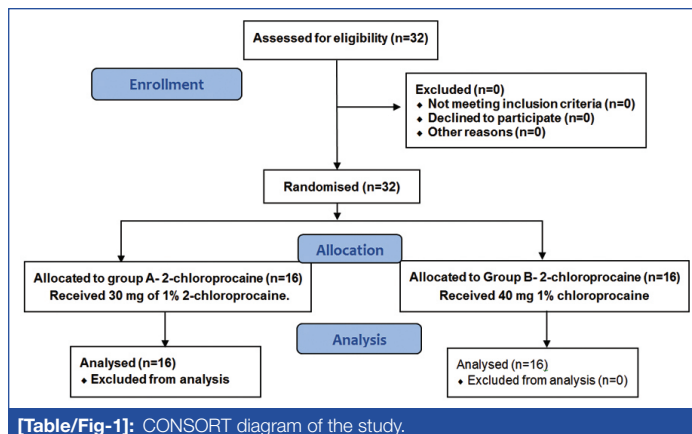 Assessed for eligibility (n=32)
Enrollment
Excluded (n=0)
♦ Not meeting inclusion criteria (n=0)
♦ Declined to participate (n=0)
♦ Other reasons (n=0)
Randomised (n=32)
Allocation
Allocated to group A- 2-chloroprocaine (n=16)
Received 30 mg of 1% 2-chloroprocaine.
Allocated to Group B- 2-chloroprocaine (n=16)
Received 40 mg 1% chloroprocaine
Analysis
Analysed (n=16)
♦ Excluded from analysis
Analysed (n=16)
♦ Excluded from analysis (n=0)
[Table/Fig-1]: CONSORT diagram of the study.